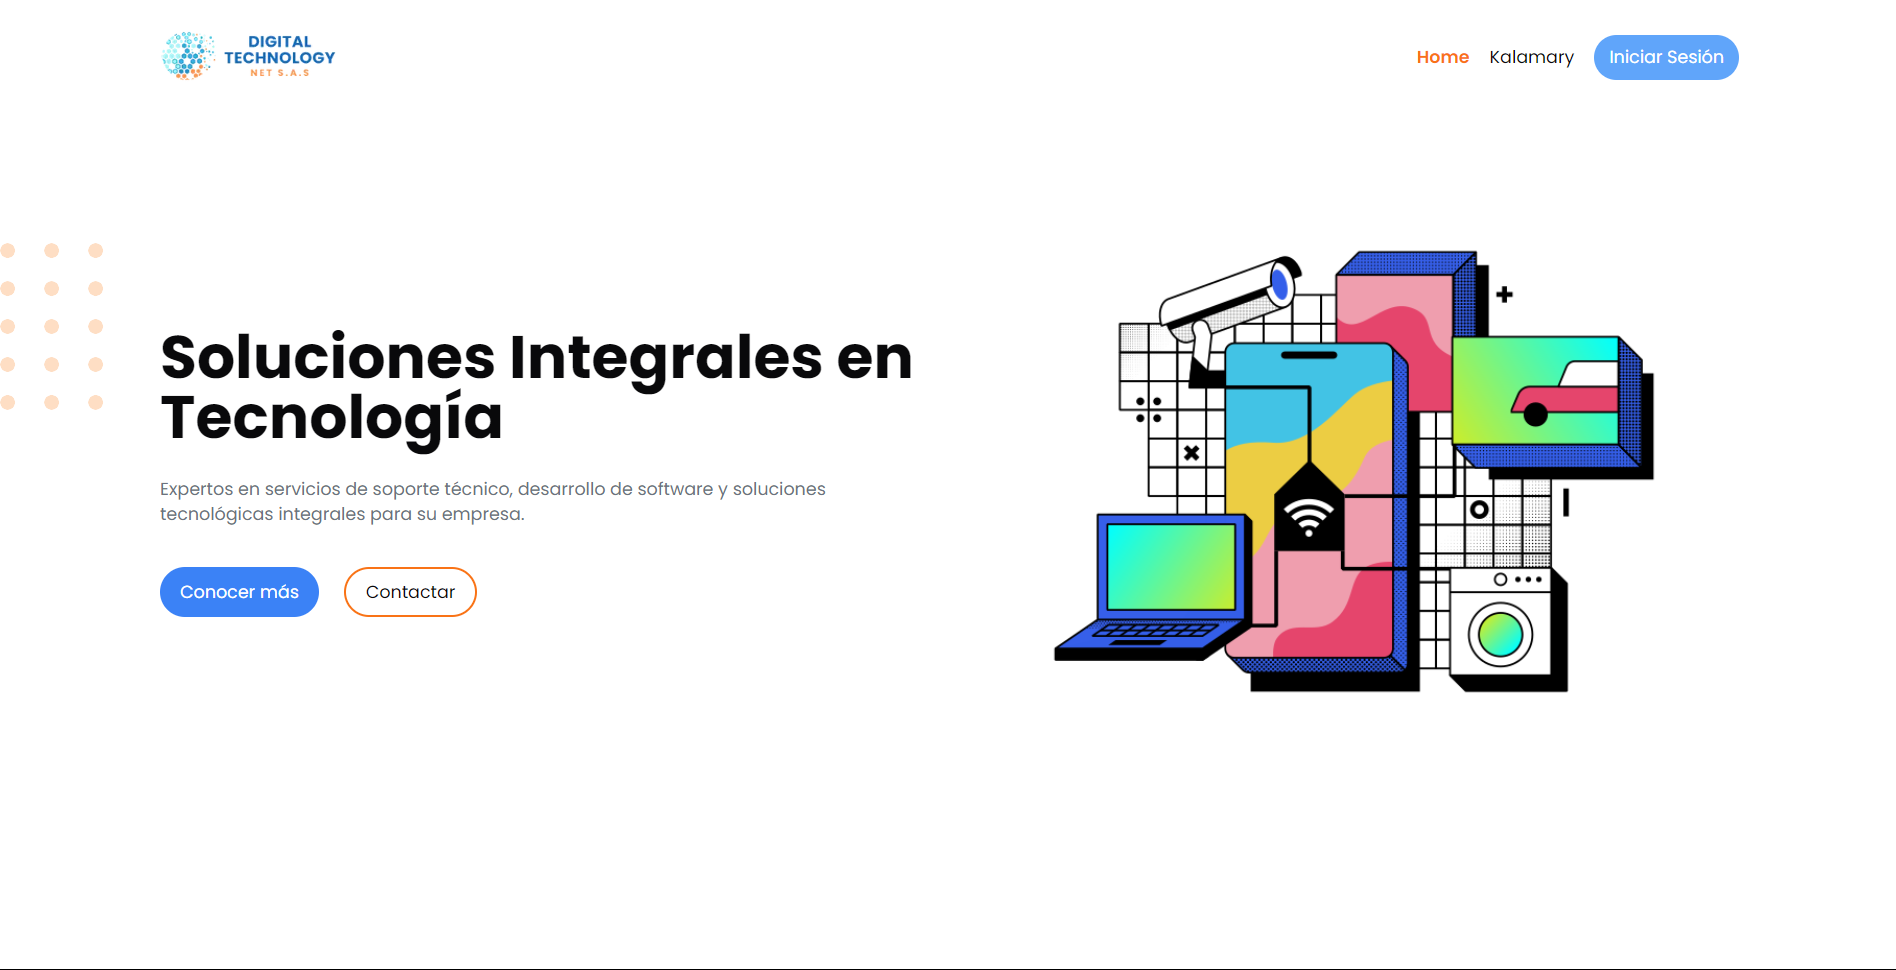 DIGITAL
TECHNOLOGY
NET S.A.S
Home
Kalamary
Iniciar Sesión
Soluciones Integrales en
Tecnología
Expertos en servicios de soporte técnico, desarrollo de software y soluciones
tecnológicas integrales para su empresa.
Conocer más
Contactar